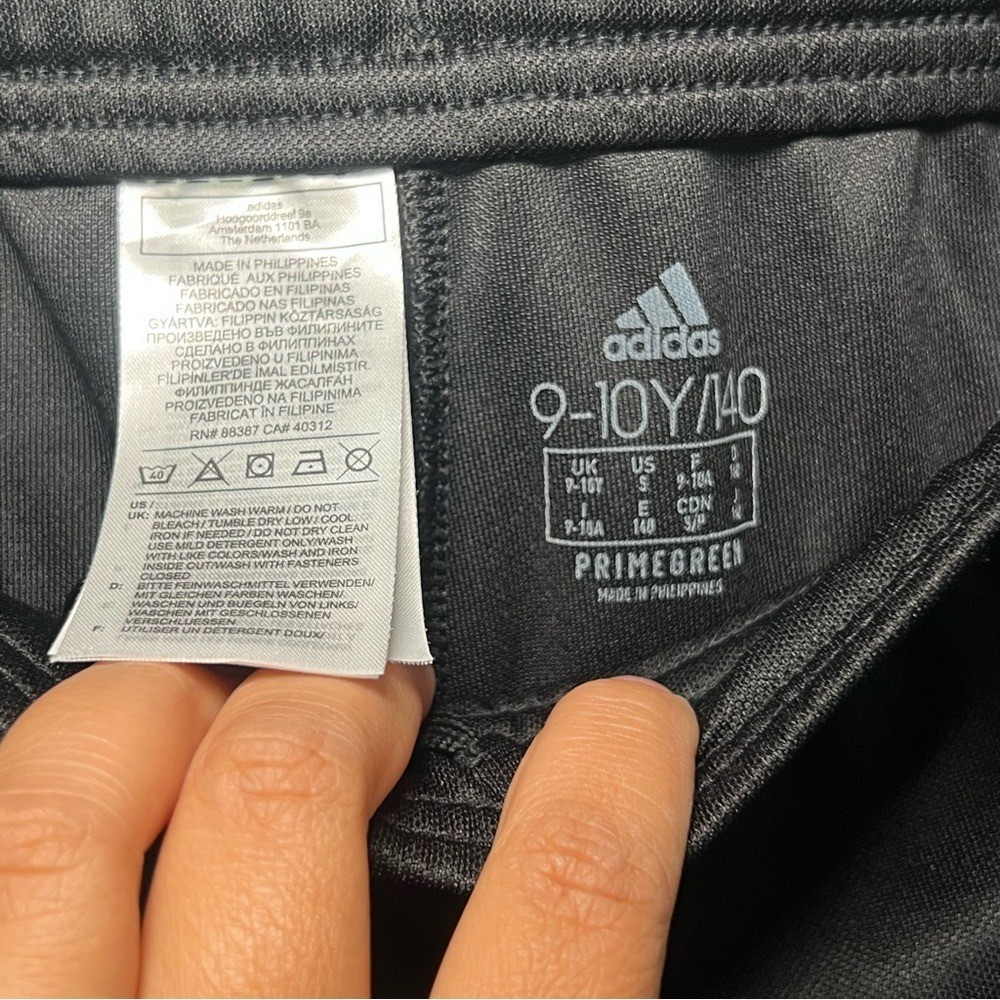 adidas
Hoogoorddreef 9a
Amsterdam 1101 BA
The Netherlands
MADE IN PHILIPPINES
FABRIQUÉ AUX PHILIPPINES
FABRICADO EN FILIPINAS
FABRICADO NAS FILIPINAS
GYÁRTVA: FILIPPIN KÖZTÁRSASÁG
ПРОИЗВЕДЕНО ВЪВ ФИЛИПИНИТЕ
СДЕЛАНО В ФИЛИППИНАХ
PROIZVEDENO U FILIPINIMA
FİLİPİNLER'DE İMAL EDİLMİŞTİR.
ФИЛИППИНДЕ ЖАСАЛҒАН
PROIZVEDENO NA FILIPINIMA
FABRICAT ÎN FILIPINE
RN# 88387 CA# 40312
40
US /
UK: MACHINE WASH WARM / DO NOT
BLEACH / TUMBLE DRY LOW / COOL
IRON IF NEEDED / DO NOT DRY CLEAN
USE MILD DETERGENT ONLY/WASH
WITH LIKE COLORS/WASH AND IRON
INSIDE OUT/WASH WITH FASTENERS
CLOSED
D: BITTE FEINWASCHMITTEL VERWENDEN/
MIT GLEICHEN FARBEN WASCHEN/
WASCHEN UND BUEGELN VON LINKS/
WASCHEN MIT GESCHLOSSENEN
VERSCHLUESSEN
F: UTILISER UN DETERGENT DOUX/
adidas
9-10Y/140
UK US F J
9-10Y S 9-10A
I E CDN
9-10A 140 S/P
PRIMEGREEN
MADE IN PHILIPPINES